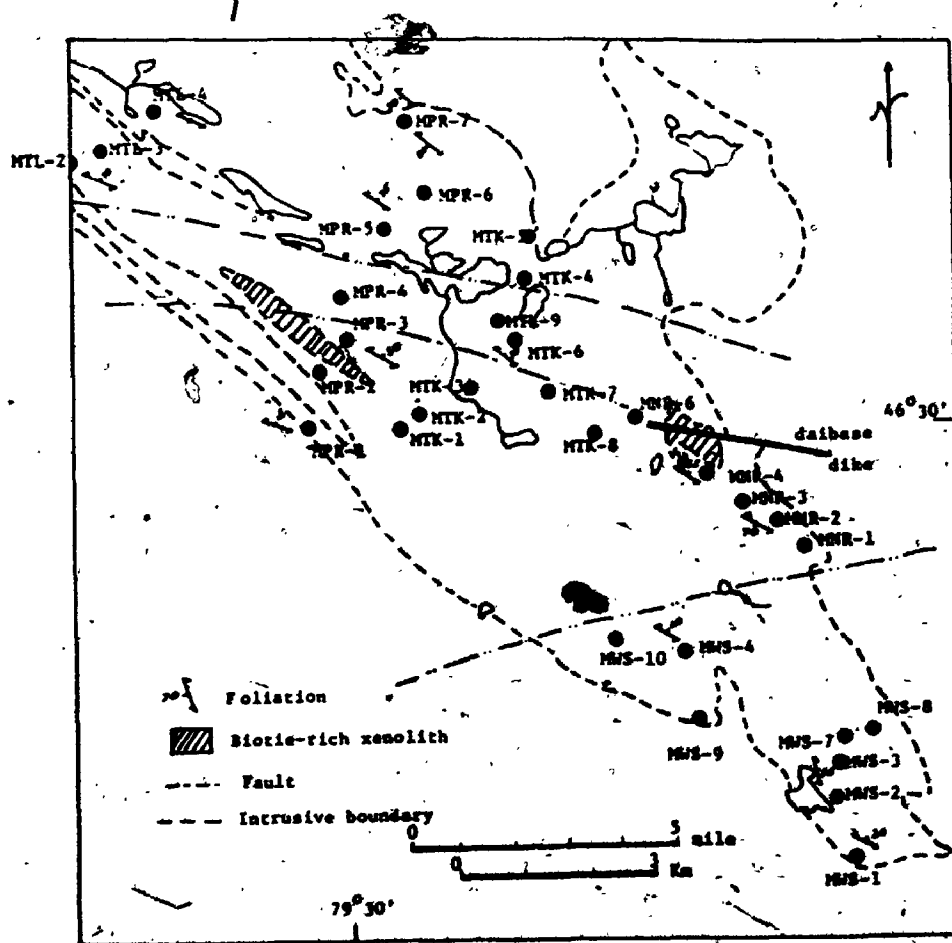 MTL-4
MPR-7
MTL-2
MTL-3
MPR-6
MPR-5
MTK-5
MTK-4
MPR-4
MTK-9
MPR-3
MTK-6
MPR-2
MTK-3
MTK-7
MNR-6
46°30'
MTK-2
MTK-1
MTK-8
daibase
dike
MNR-4
MNR-3
MNR-2
MNR-1
MWS-10
MWS-4
Foliation
Biotie-rich xenolith
MWS-8
MWS-9
MWS-7
MWS-3
Fault
MWS-2
Intrusive boundary
0 5 mile
0 3 Km
MWS-1
79°30'